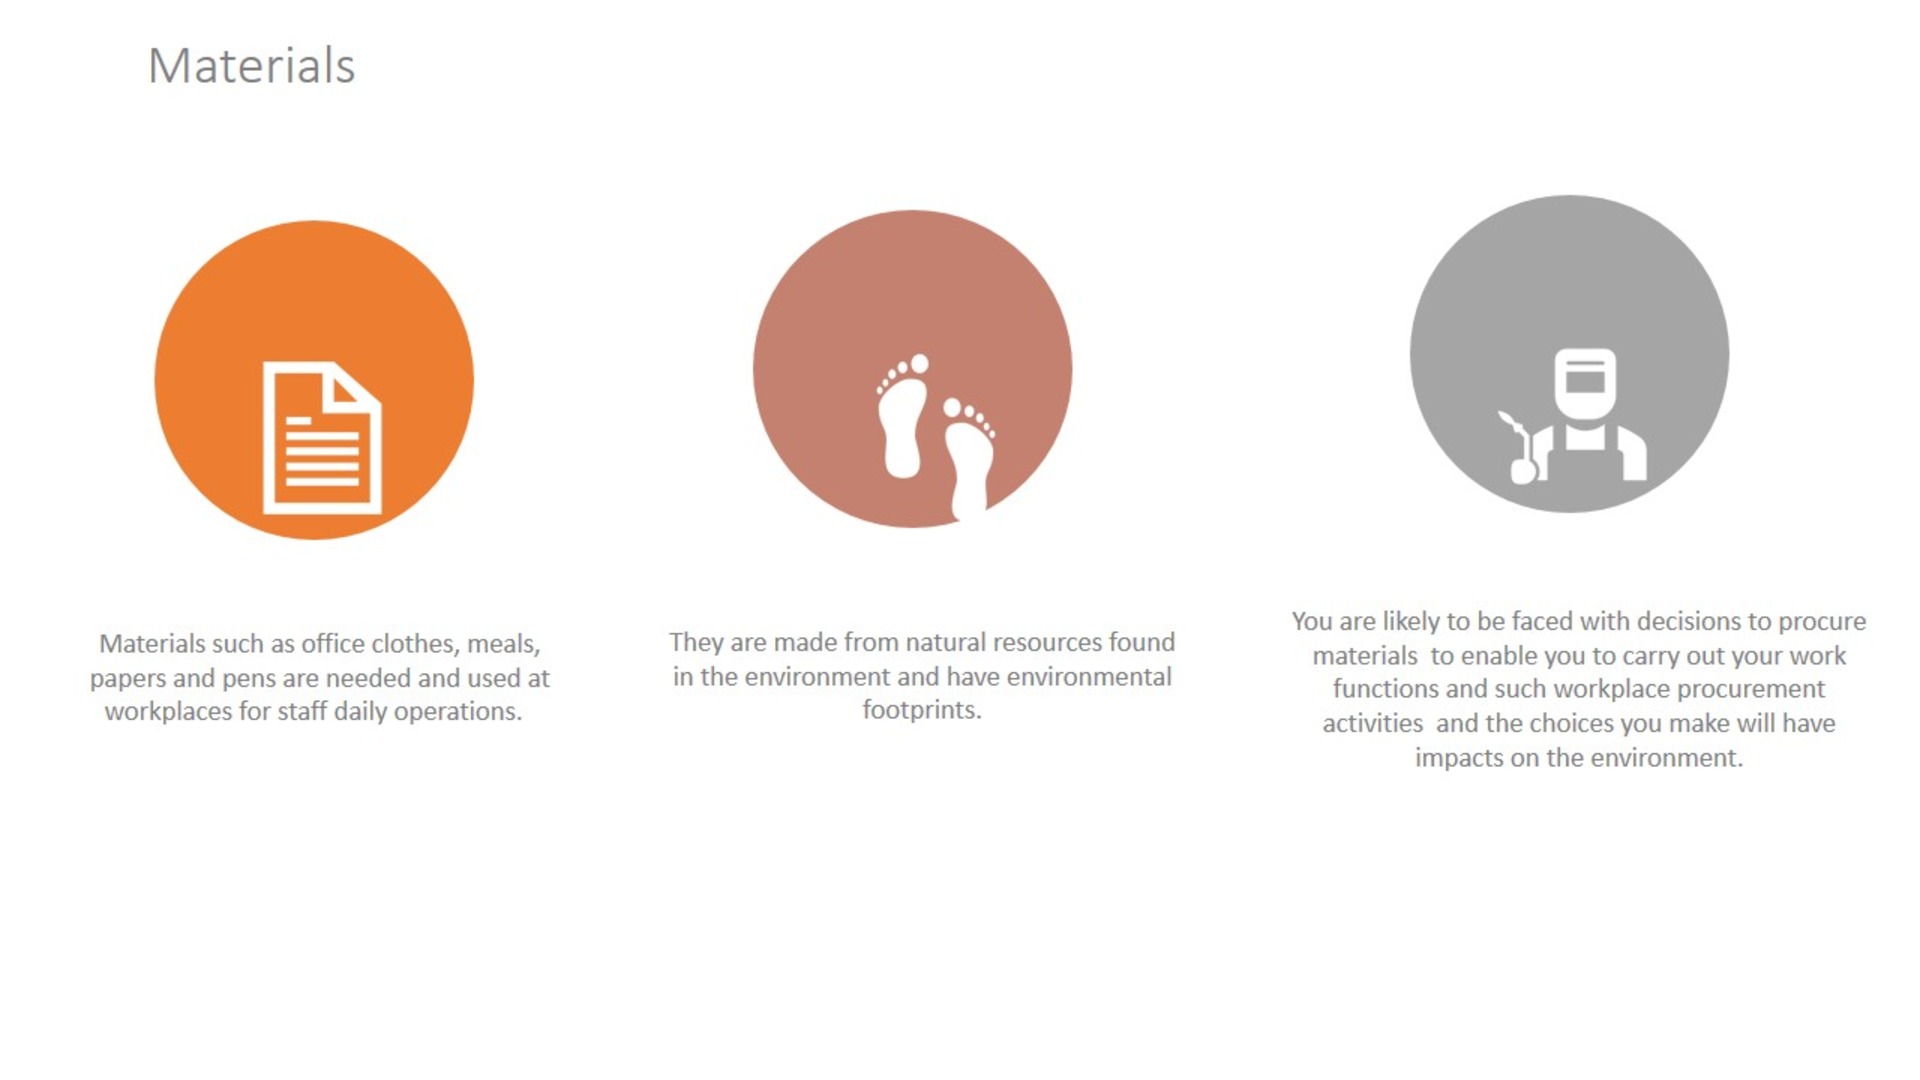 Materials
Materials such as office clothes, meals,
papers and pens are needed and used at
workplaces for staff daily operations.
They are made from natural resources found
in the environment and have environmental
footprints.
You are likely to be faced with decisions to procure
materials  to enable you to carry out your work
functions and such workplace procurement
activities  and the choices you make will have
impacts on the environment.